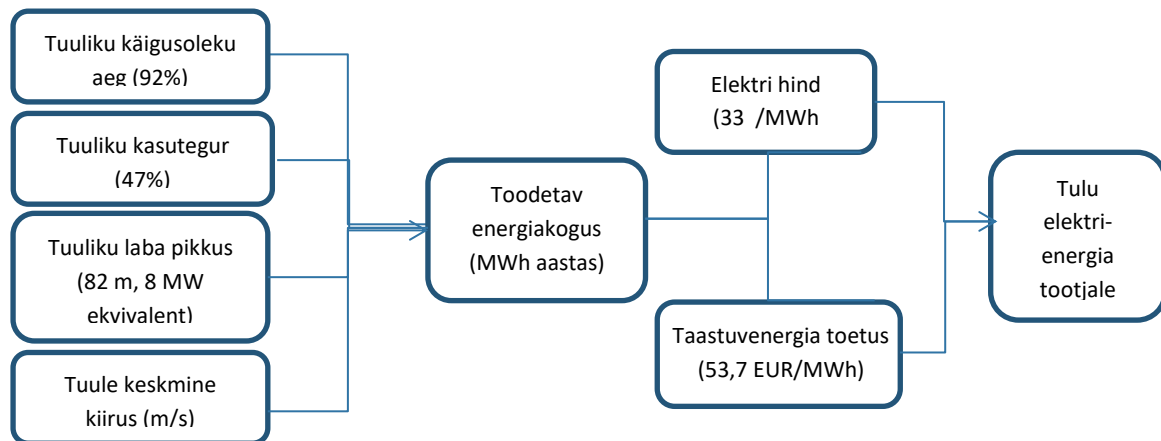 Tuuliku käigusoleku
aeg (92%)
Tuuliku kasutegur
(47%)
Tuuliku laba pikkus
(82 m, 8 MW
ekvivalent)
Tuule keskmine
kiirus (m/s)
Toodetav
energiakogus
(MWh aastas)
Elektri hind
(33 /MWh
Taastuvenergia toetus
(53,7 EUR/MWh)
Tulu
elektri-
energia
tootjale